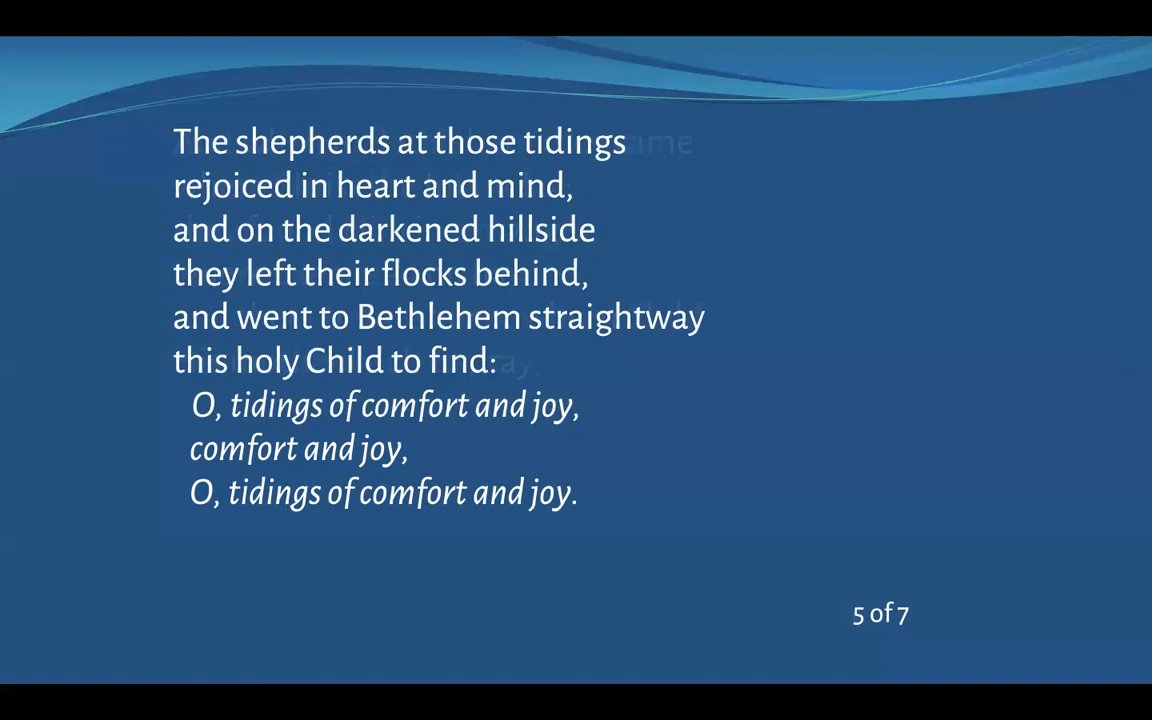 The shepherds at those tidings
rejoiced in heart and mind,
and on the darkened hillside
they left their flocks behind,
and went to Bethlehem straightway
this holy Child to find:
O, tidings of comfort and joy,
comfort and joy,
O, tidings of comfort and joy.
5 of 7